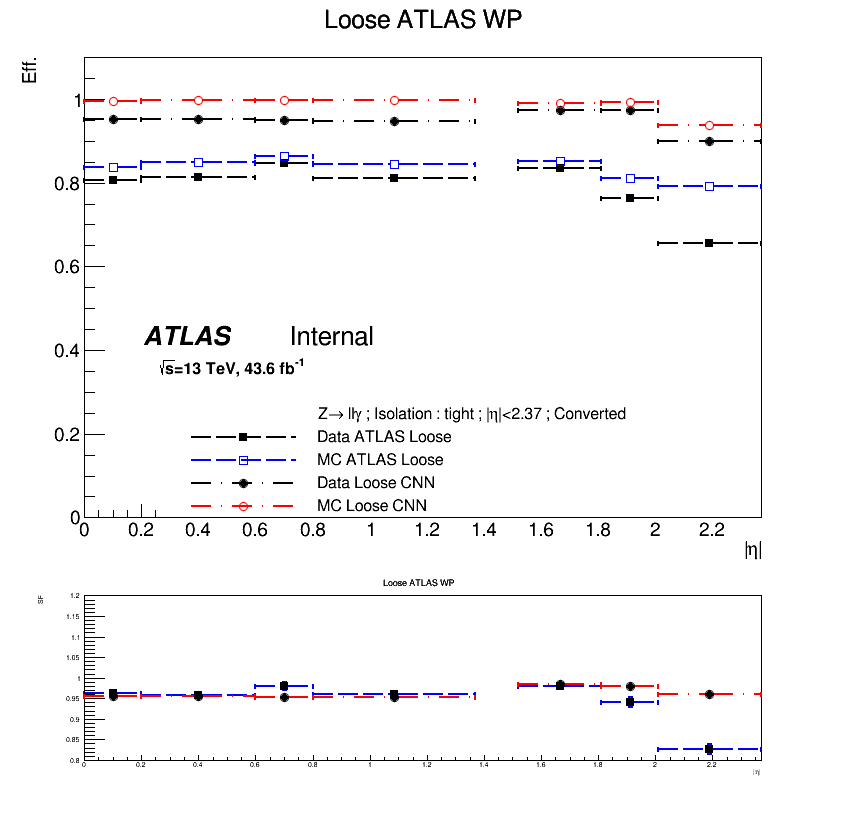 Loose ATLAS WP
Eff.
1
0.8
0.6
0.4
0.2
0
ATLAS Internal
√s=13 TeV, 43.6 fb⁻¹
Z→ llγ ; Isolation : tight ; |η|<2.37 ; Converted
Data ATLAS Loose
MC ATLAS Loose
Data Loose CNN
MC Loose CNN
0 0.2 0.4 0.6 0.8 1 1.2 1.4 1.6 1.8 2 2.2
|η|
Loose ATLAS WP
SF
1.2
1.15
1.1
1.05
1
0.95
0.9
0.85
0.8
0 0.2 0.4 0.6 0.8 1 1.2 1.4 1.6 1.8 2 2.2
|η|